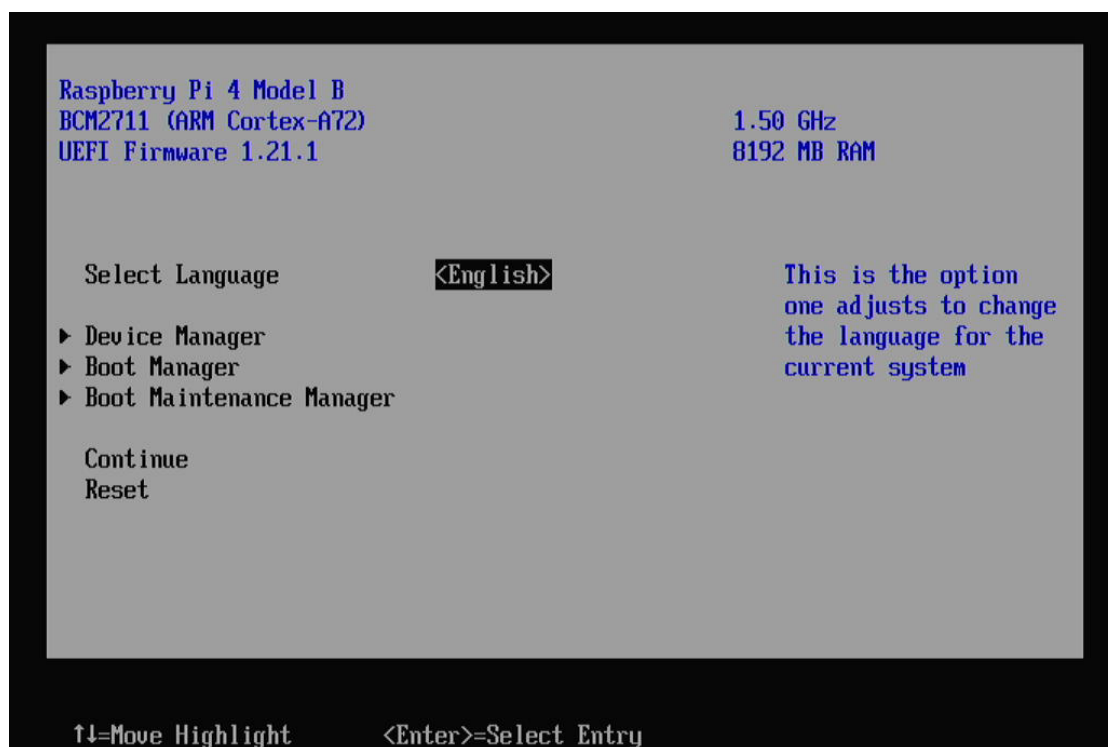 Raspberry Pi 4 Model B
BCM2711 (ARM Cortex-A72) 1.50 GHz
UEFI Firmware 1.21.1 8192 MB RAM
Select Language <English> This is the option
one adjusts to change
▶ Device Manager the language for the
▶ Boot Manager current system
▶ Boot Maintenance Manager
Continue
Reset
↑↓=Move Highlight <Enter>=Select Entry